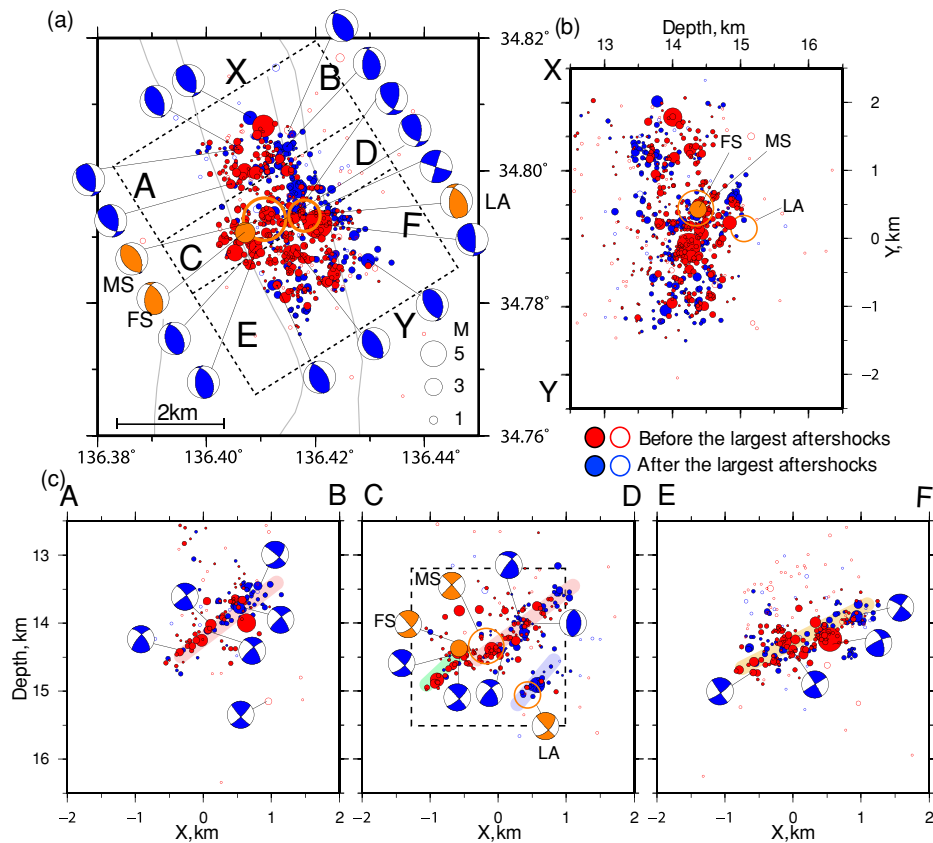 (a)
X
B
A
D
F
C
E
Y
LA
MS
FS
M
5
3
1
2km
34.82˚
34.80˚
34.78˚
34.76˚
136.38˚ 136.40˚ 136.42˚ 136.44˚
(b)
Depth, km
13 14 15 16
X
FS MS
LA
Y
2
1
0
−1
−2
Y, km
Before the largest aftershocks
After the largest aftershocks
(c)
A B
C D
E F
Depth, km
13
14
15
16
MS
FS
LA
−2 −1 0 1 2
X, km
−2 −1 0 1 2
X, km
−2 −1 0 1 2
X, km